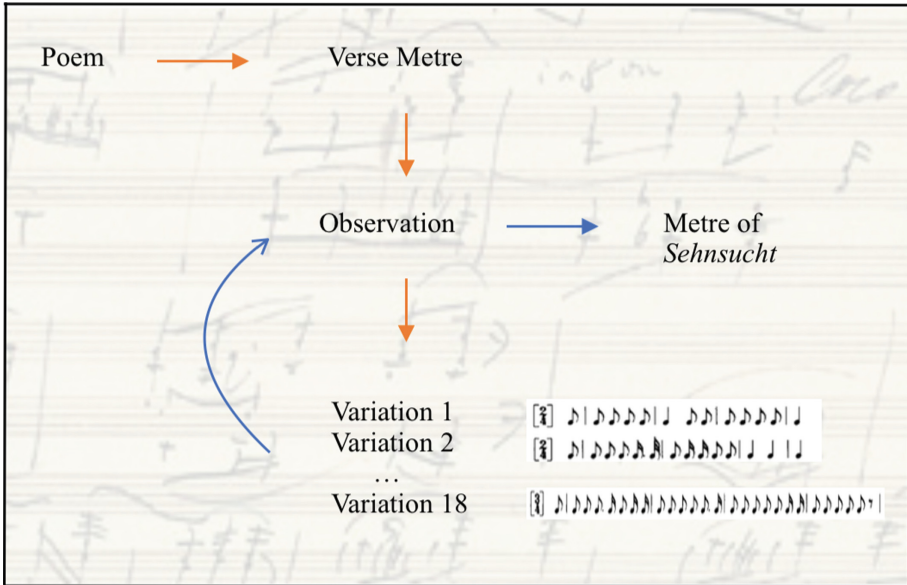 Poem
Verse Metre
Observation
Metre of
Sehnsucht
Variation 1
Variation 2
…
Variation 18